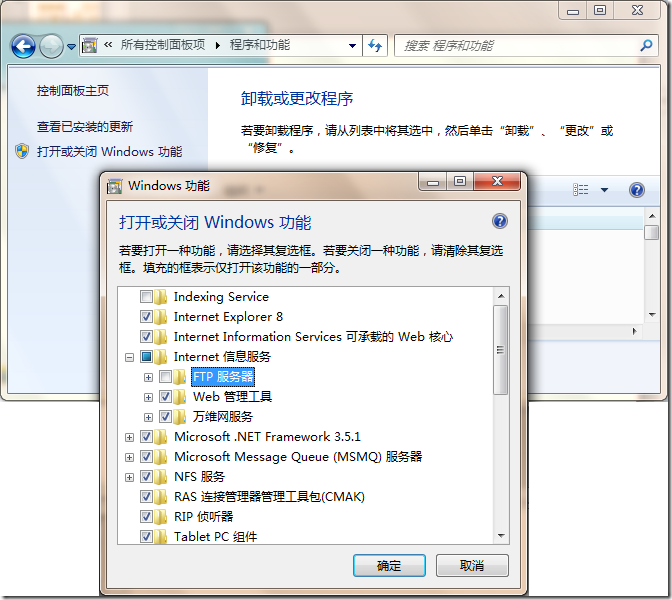 « 所有控制面板项 ▸ 程序和功能
搜索 程序和功能
控制面板主页
查看已安装的更新
打开或关闭 Windows 功能
卸载或更改程序
若要卸载程序，请从列表中将其选中，然后单击“卸载”、“更改”或
“修复”。
Windows 功能
打开或关闭 Windows 功能
若要打开一种功能，请选择其复选框。若要关闭一种功能，请清除其复选
框。填充的框表示仅打开该功能的一部分。
Indexing Service
Internet Explorer 8
Internet Information Services 可承载的 Web 核心
Internet 信息服务
FTP 服务器
Web 管理工具
万维网服务
Microsoft .NET Framework 3.5.1
Microsoft Message Queue (MSMQ) 服务器
NFS 服务
RAS 连接管理器管理工具包(CMAK)
RIP 侦听器
Tablet PC 组件
确定
取消